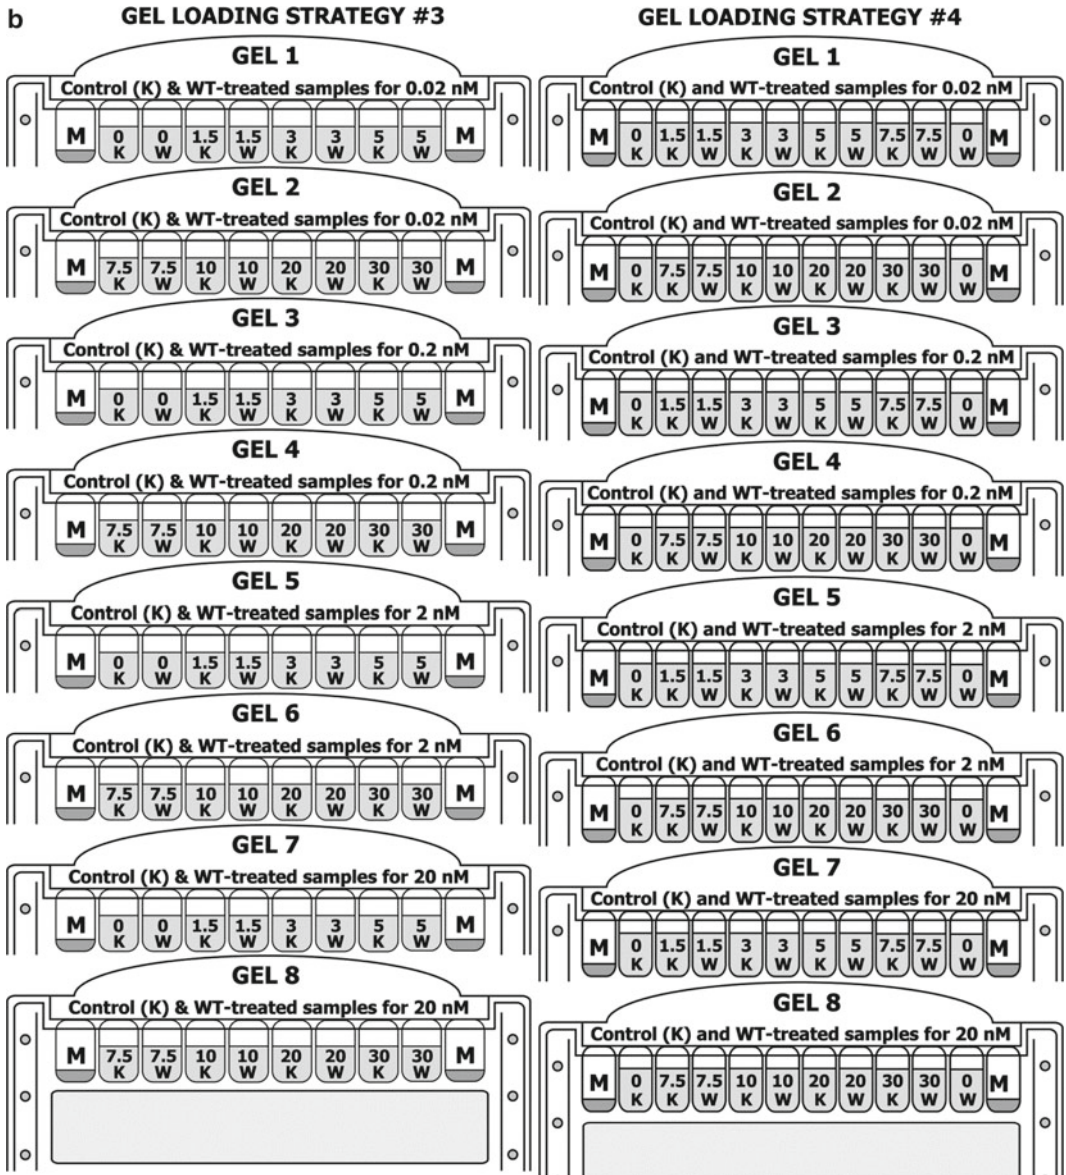 b
GEL LOADING STRATEGY #3
GEL 1
Control (K) & WT-treated samples for 0.02 nM
M 0 0 1.5 1.5 3 3 5 5 M
K W K W K W K W
GEL 2
Control (K) & WT-treated samples for 0.02 nM
M 7.5 7.5 10 10 20 20 30 30 M
K W K W K W K W
GEL 3
Control (K) & WT-treated samples for 0.2 nM
M 0 0 1.5 1.5 3 3 5 5 M
K W K W K W K W
GEL 4
Control (K) & WT-treated samples for 0.2 nM
M 7.5 7.5 10 10 20 20 30 30 M
K W K W K W K W
GEL 5
Control (K) & WT-treated samples for 2 nM
M 0 0 1.5 1.5 3 3 5 5 M
K W K W K W K W
GEL 6
Control (K) & WT-treated samples for 2 nM
M 7.5 7.5 10 10 20 20 30 30 M
K W K W K W K W
GEL 7
Control (K) & WT-treated samples for 20 nM
M 0 0 1.5 1.5 3 3 5 5 M
K W K W K W K W
GEL 8
Control (K) & WT-treated samples for 20 nM
M 7.5 7.5 10 10 20 20 30 30 M
K W K W K W K W
GEL LOADING STRATEGY #4
GEL 1
Control (K) and WT-treated samples for 0.02 nM
M 0 1.5 1.5 3 3 5 5 7.5 7.5 0 M
K K W K W K W K W W
GEL 2
Control (K) and WT-treated samples for 0.02 nM
M 0 7.5 7.5 10 10 20 20 30 30 0 M
K K W K W K W K W W
GEL 3
Control (K) and WT-treated samples for 0.2 nM
M 0 1.5 1.5 3 3 5 5 7.5 7.5 0 M
K K W K W K W K W W
GEL 4
Control (K) and WT-treated samples for 0.2 nM
M 0 7.5 7.5 10 10 20 20 30 30 0 M
K K W K W K W K W W
GEL 5
Control (K) and WT-treated samples for 2 nM
M 0 1.5 1.5 3 3 5 5 7.5 7.5 0 M
K K W K W K W K W W
GEL 6
Control (K) and WT-treated samples for 2 nM
M 0 7.5 7.5 10 10 20 20 30 30 0 M
K K W K W K W K W W
GEL 7
Control (K) and WT-treated samples for 20 nM
M 0 1.5 1.5 3 3 5 5 7.5 7.5 0 M
K K W K W K W K W W
GEL 8
Control (K) and WT-treated samples for 20 nM
M 0 7.5 7.5 10 10 20 20 30 30 0 M
K K W K W K W K W W